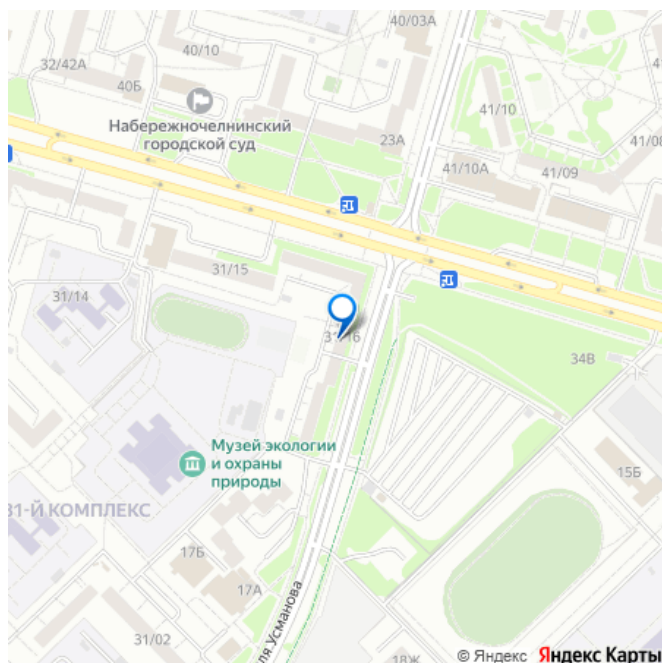 40/03А
40/10
32/42А
40Б
41/10
Набережночелнинский
городской суд
23А
41/08
41/10А
41/09
31/15
31/14
31/16
34В
Музей экологии
и охраны
природы
15Б
31-Й КОМПЛЕКС
17Б
17А
ля Усманова
31/02
18Ж
© Яндекс Яндекс Карты